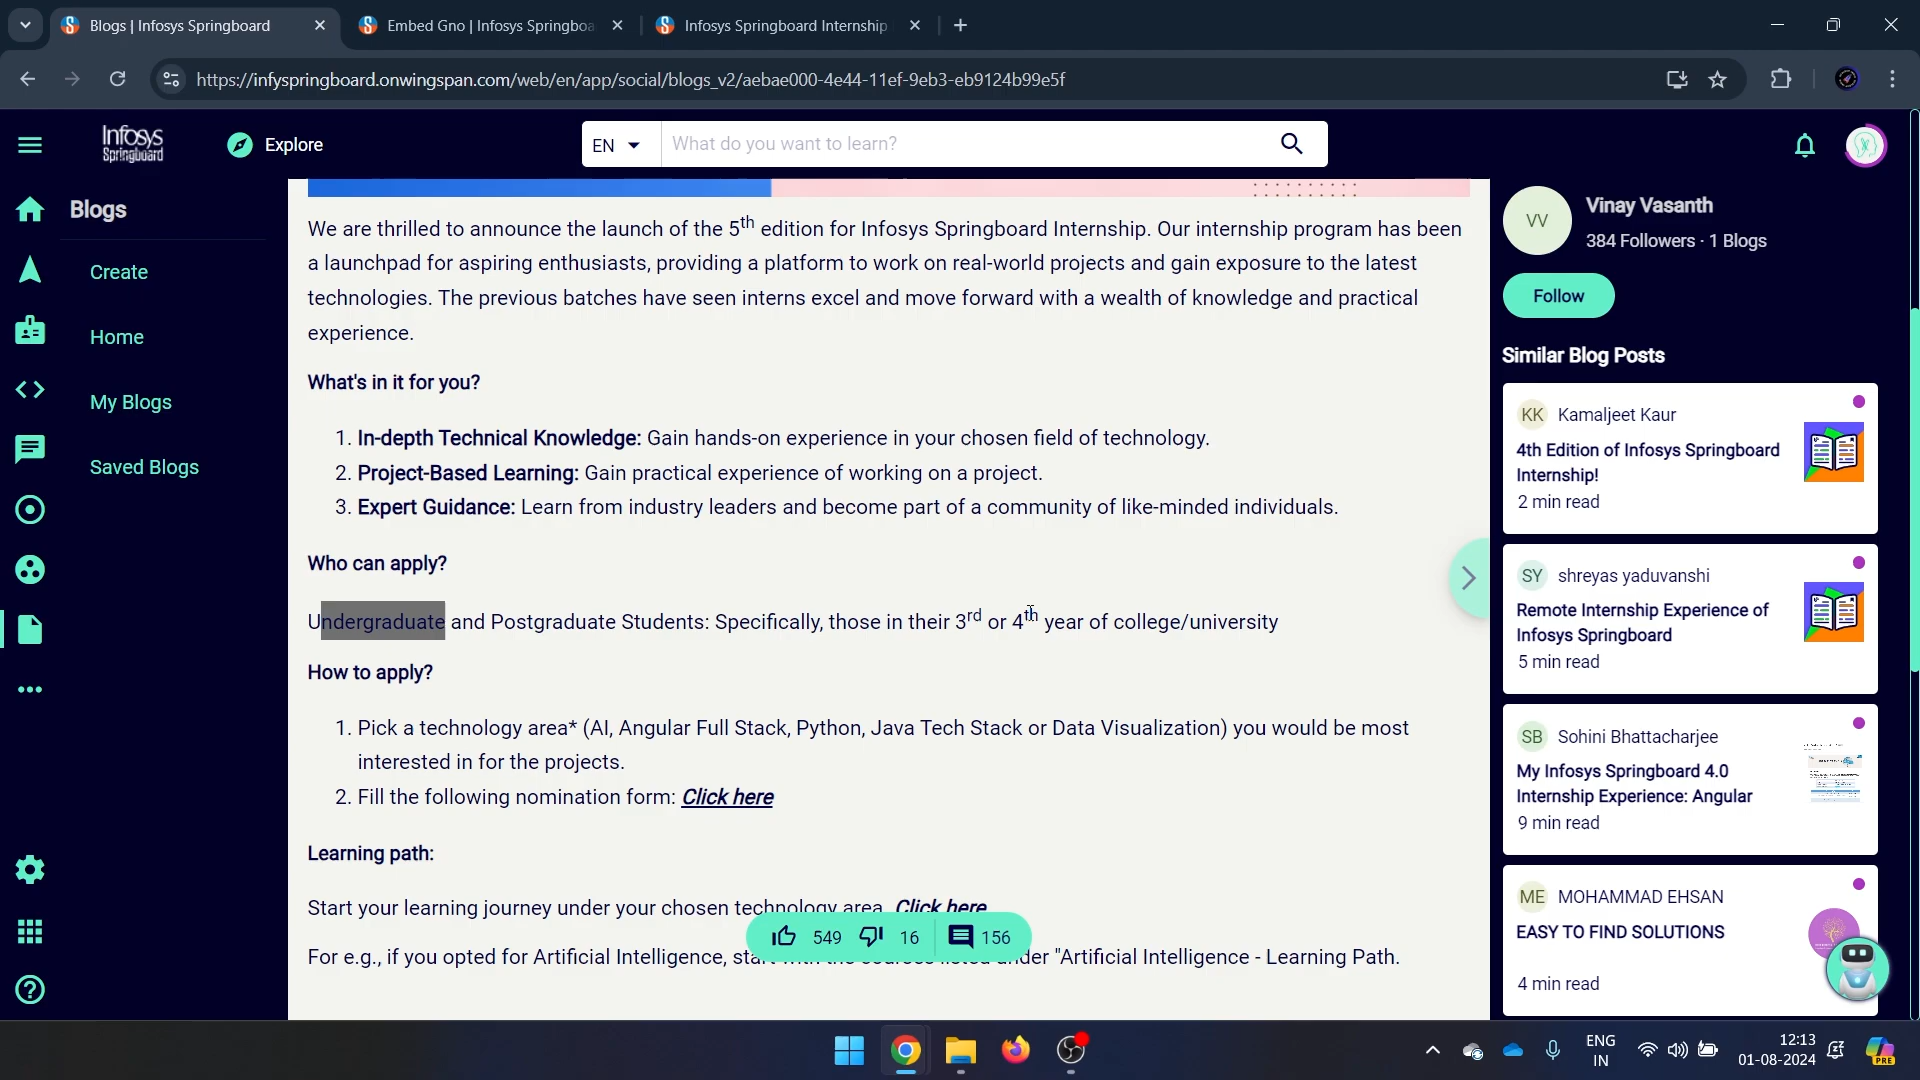 Blogs | Infosys Springboard
Embed Gno | Infosys Springboa
Infosys Springboard Internship
https://infyspringboard.onwingspan.com/web/en/app/social/blogs_v2/aebae000-4e44-11ef-9eb3-eb9124b99e5f
Infosys
Springboard
Explore
EN
What do you want to learn?
Blogs
Create
Home
My Blogs
Saved Blogs
We are thrilled to announce the launch of the 5th edition for Infosys Springboard Internship. Our internship program has been
a launchpad for aspiring enthusiasts, providing a platform to work on real-world projects and gain exposure to the latest
technologies. The previous batches have seen interns excel and move forward with a wealth of knowledge and practical
experience.
What's in it for you?
1. In-depth Technical Knowledge: Gain hands-on experience in your chosen field of technology.
2. Project-Based Learning: Gain practical experience of working on a project.
3. Expert Guidance: Learn from industry leaders and become part of a community of like-minded individuals.
Who can apply?
Undergraduate and Postgraduate Students: Specifically, those in their 3rd or 4th year of college/university
How to apply?
1. Pick a technology area* (AI, Angular Full Stack, Python, Java Tech Stack or Data Visualization) you would be most
interested in for the projects.
2. Fill the following nomination form: Click here
Learning path:
Start your learning journey under your chosen technology area. Click here
549 16 156
For e.g., if you opted for Artificial Intelligence, start with the courses listed under "Artificial Intelligence - Learning Path.
VV
Vinay Vasanth
384 Followers · 1 Blogs
Follow
Similar Blog Posts
KK Kamaljeet Kaur
4th Edition of Infosys Springboard
Internship!
2 min read
SY shreyas yaduvanshi
Remote Internship Experience of
Infosys Springboard
5 min read
SB Sohini Bhattacharjee
My Infosys Springboard 4.0
Internship Experience: Angular
9 min read
ME MOHAMMAD EHSAN
EASY TO FIND SOLUTIONS
4 min read
ENG
IN
12:13
01-08-2024
PRE